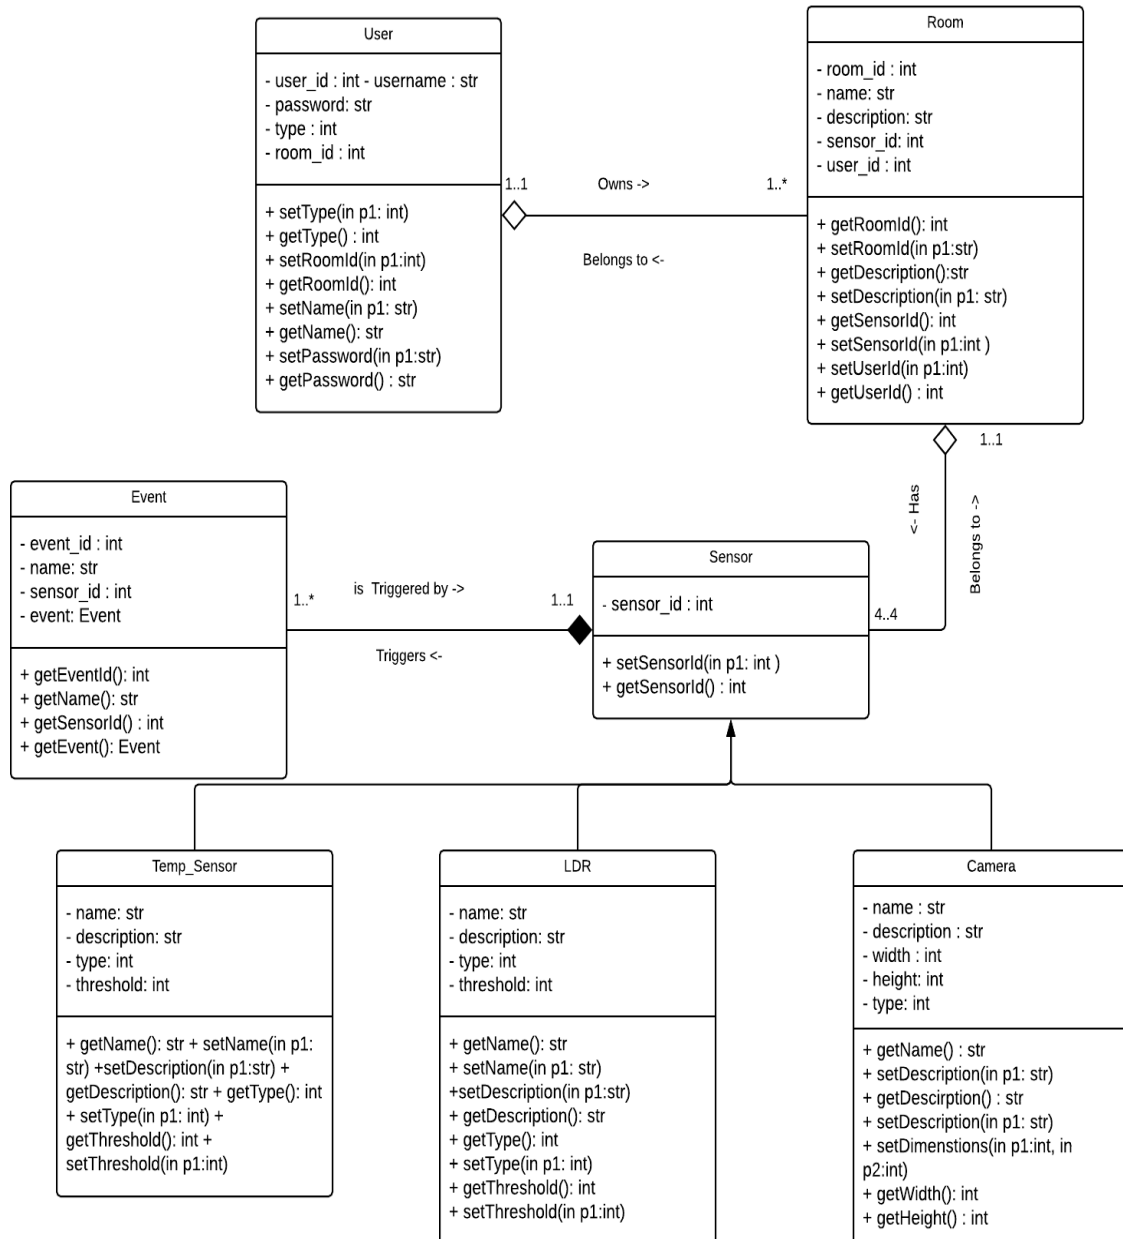 User
- user_id : int - username : str
- password: str
- type : int
- room_id : int
+ setType(in p1: int)
+ getType() : int
+ setRoomId(in p1:int)
+ getRoomId(): int
+ setName(in p1: str)
+ getName(): str
+ setPassword(in p1:str)
+ getPassword() : str
1..1
Owns ->
1..*
Belongs to <-
Room
- room_id : int
- name: str
- description: str
- sensor_id: int
- user_id : int
+ getRoomId(): int
+ setRoomId(in p1:str)
+ getDescription():str
+ setDescription(in p1: str)
+ getSensorId(): int
+ setSensorId(in p1:int )
+ setUserId(in p1:int)
+ getUserId() : int
1..1
<- Has
Belongs to ->
4..4
Event
- event_id : int
- name: str
- sensor_id : int
- event: Event
+ getEventId(): int
+ getName(): str
+ getSensorId() : int
+ getEvent(): Event
1..*
is Triggered by ->
1..1
Triggers <-
Sensor
- sensor_id : int
+ setSensorId(in p1: int )
+ getSensorId() : int
Temp_Sensor
- name: str
- description: str
- type: int
- threshold: int
+ getName(): str + setName(in p1:
str) +setDescription(in p1:str) +
getDescription(): str + getType(): int
+ setType(in p1: int) +
getThreshold(): int +
setThreshold(in p1:int)
LDR
- name: str
- description: str
- type: int
- threshold: int
+ getName(): str
+ setName(in p1: str)
+setDescription(in p1:str)
+ getDescription(): str
+ getType(): int
+ setType(in p1: int)
+ getThreshold(): int
+ setThreshold(in p1:int)
Camera
- name : str
- description : str
- width : int
- height: int
- type: int
+ getName() : str
+ setDescription(in p1: str)
+ getDescirption() : str
+ setDescription(in p1: str)
+ setDimenstions(in p1:int, in
p2:int)
+ getWidth(): int
+ getHeight() : int